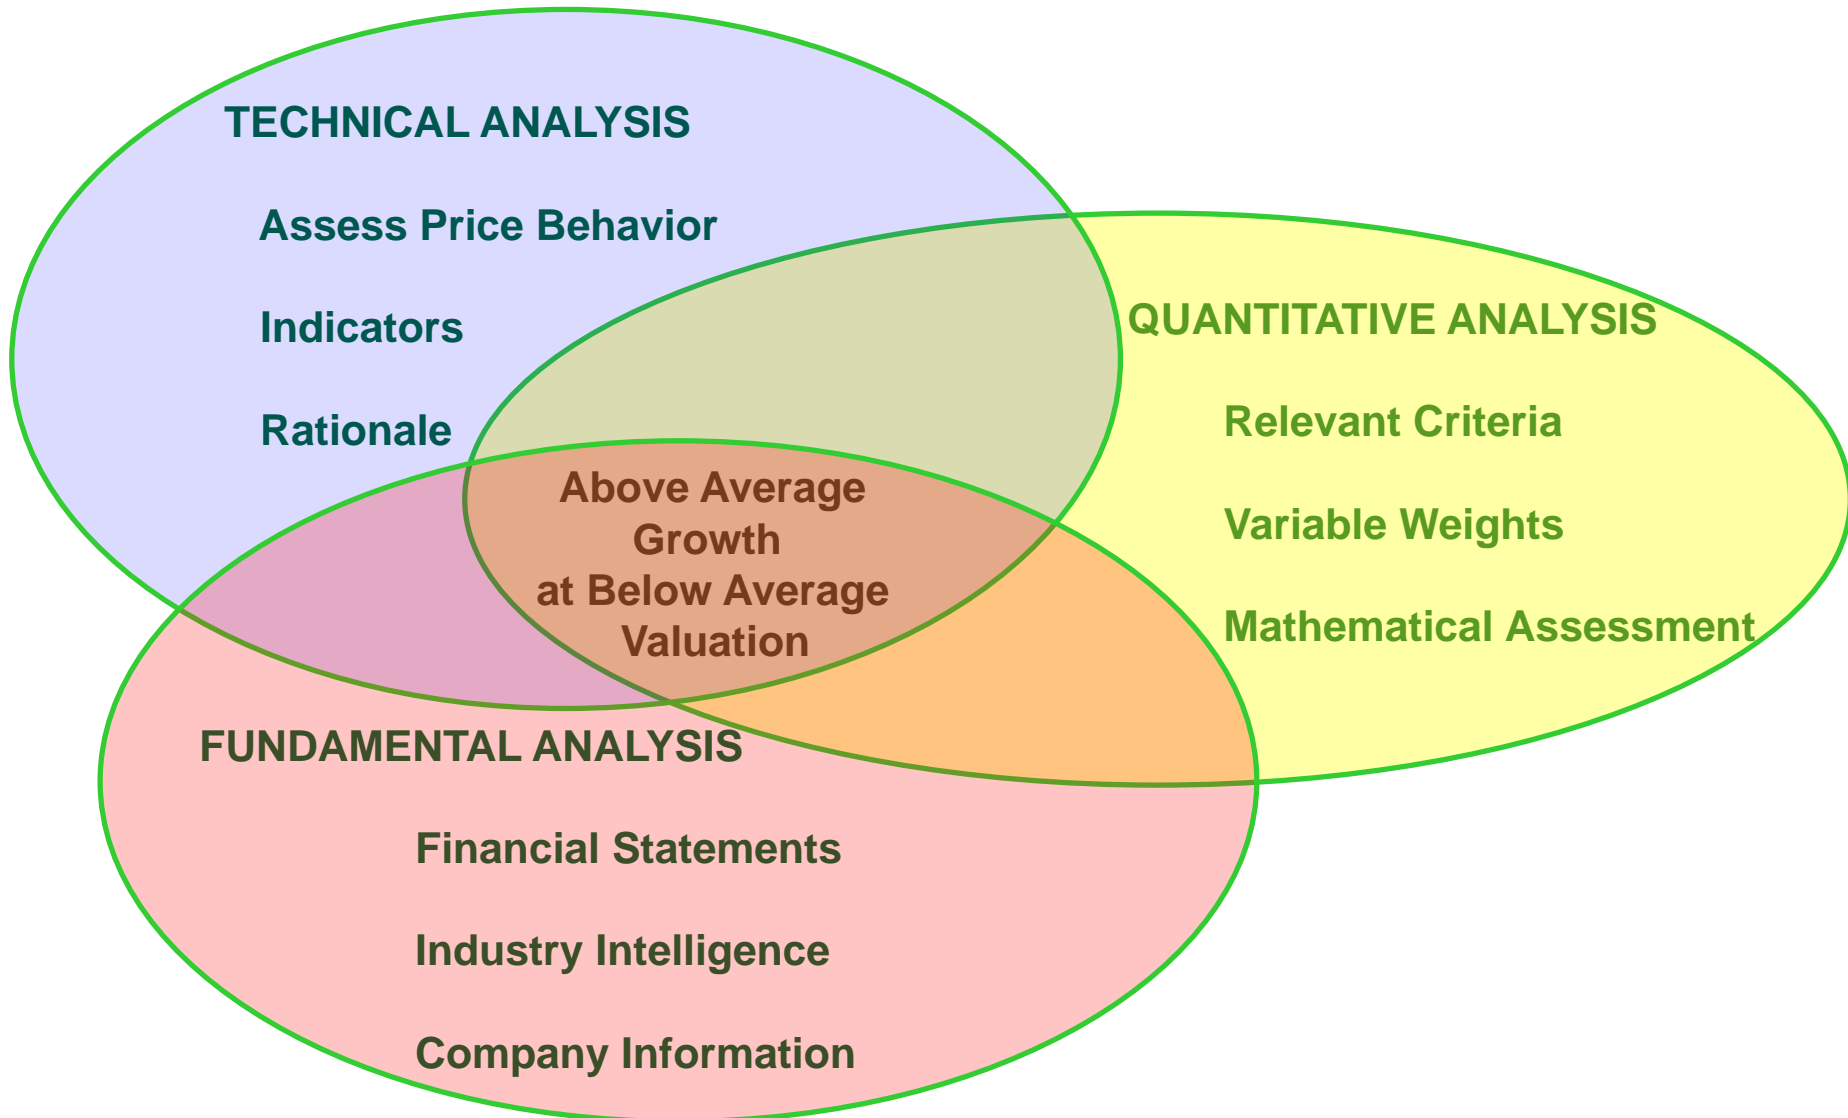 TECHNICAL ANALYSIS
Assess Price Behavior
Indicators
Rationale
QUANTITATIVE ANALYSIS
Relevant Criteria
Variable Weights
Mathematical Assessment
Above Average
Growth
at Below Average
Valuation
FUNDAMENTAL ANALYSIS
Financial Statements
Industry Intelligence
Company Information